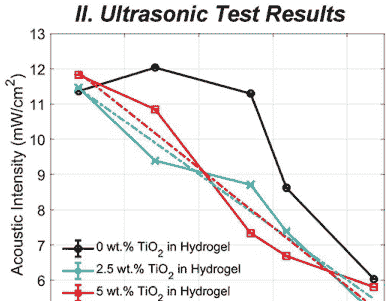 II. Ultrasonic Test Results
13
12
11
10
9
8
7
6
Acoustic Intensity (mW/cm²)
0 wt.% TiO₂ in Hydrogel
2.5 wt.% TiO₂ in Hydrogel
5 wt.% TiO₂ in Hydrogel